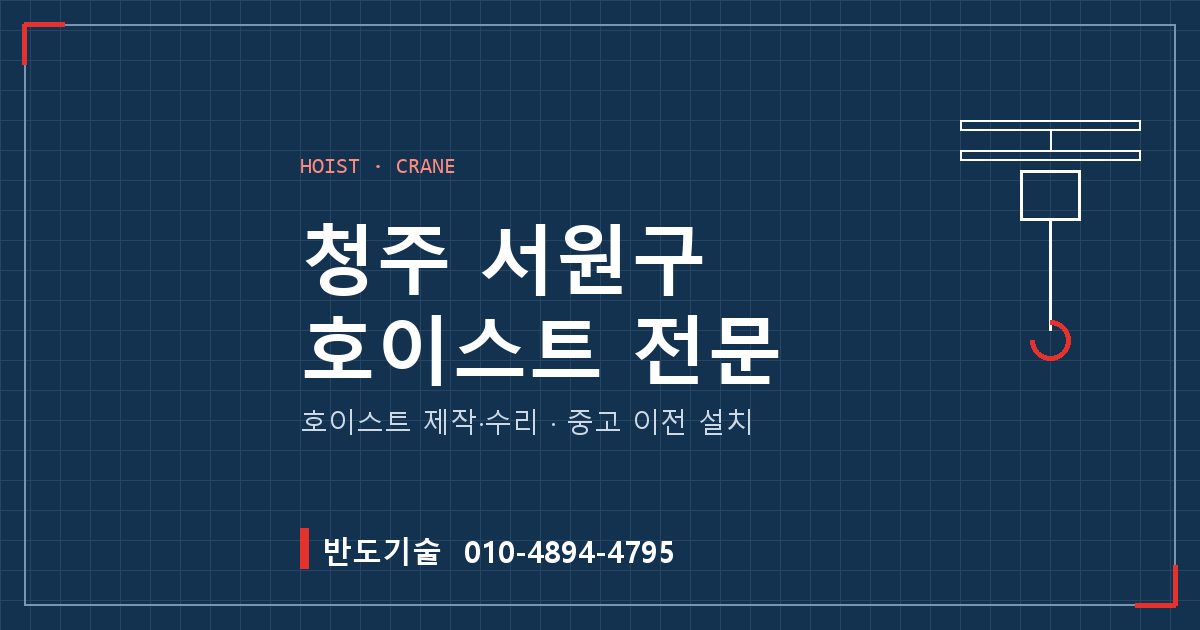 HOIST · CRANE
청주 서원구
호이스트 전문
호이스트 제작·수리 · 중고 이전 설치
반도기술 010-4894-4795